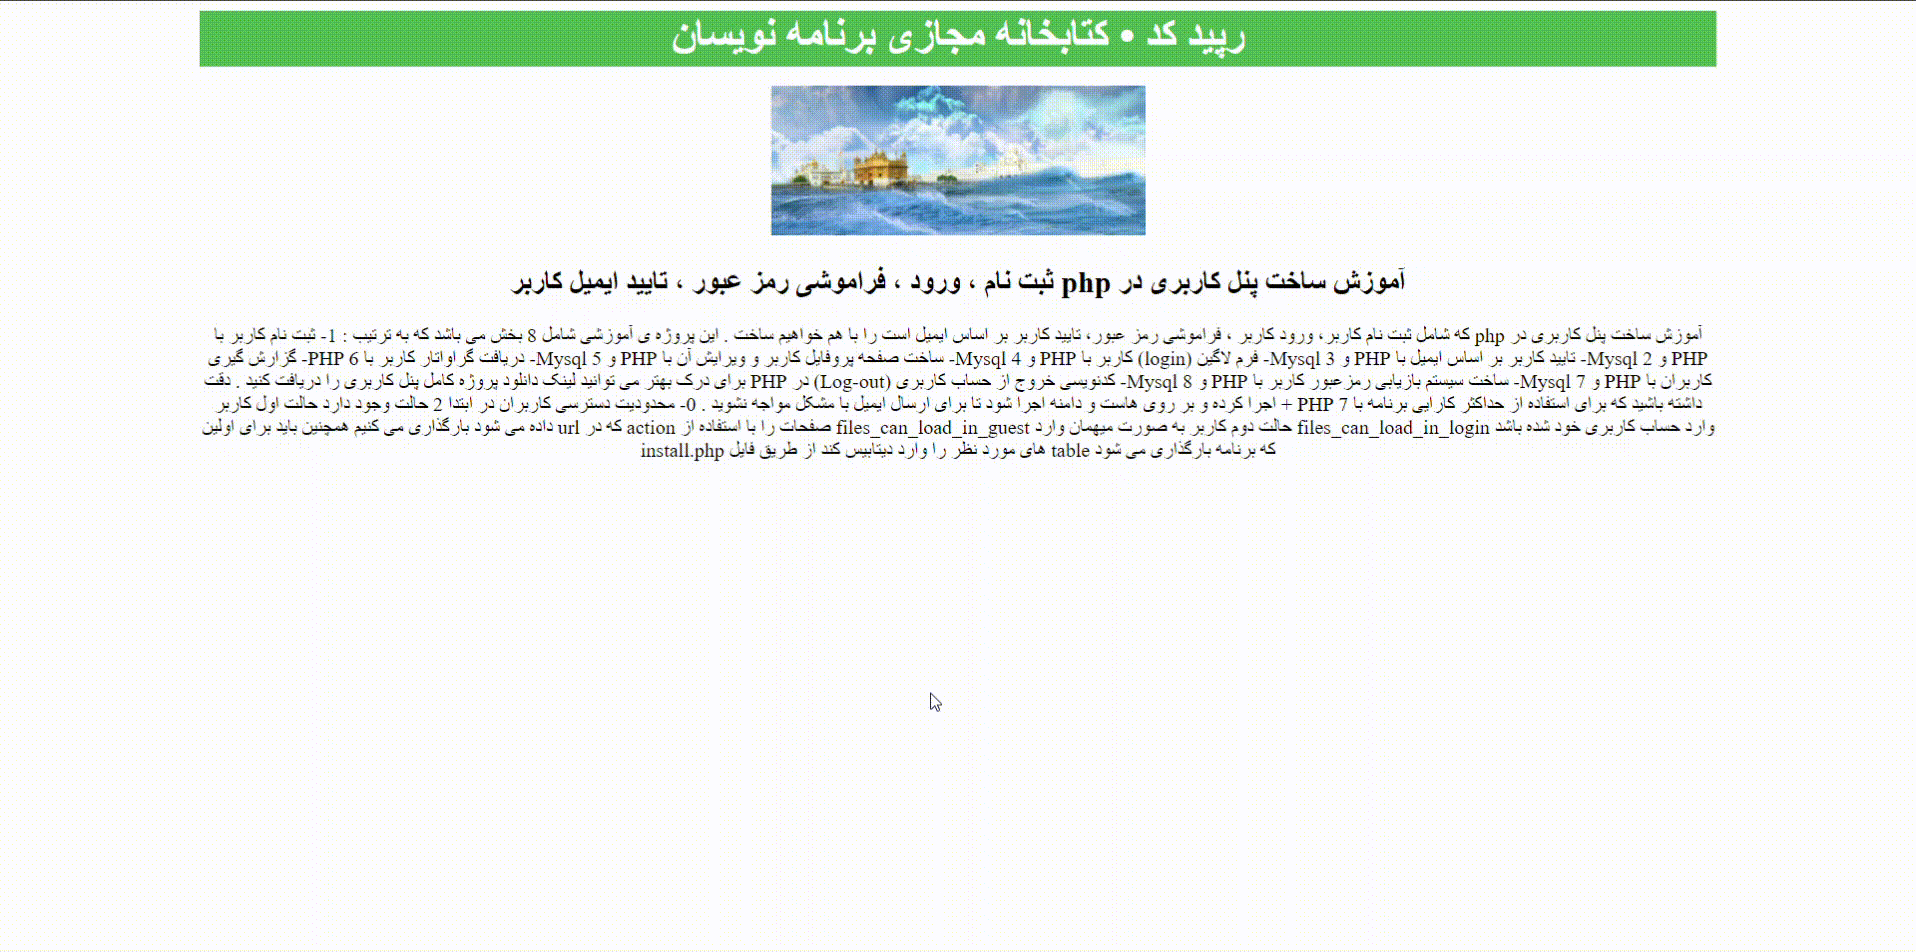 رپید کد • کتابخانه مجازی برنامه نویسان
آموزش ساخت پنل کاربری در php ثبت نام ، ورود ، فراموشی رمز عبور ، تایید ایمیل کاربر
آموزش ساخت پنل کاربری در php که شامل ثبت نام کاربر، ورود کاربر ، فراموشی رمز عبور، تایید کاربر بر اساس ایمیل است را با هم خواهیم ساخت . این پروژه ی آموزشی شامل 8 بخش می باشد که به ترتیب : 1- ثبت نام کاربر با
PHP و Mysql 2- تایید کاربر بر اساس ایمیل با PHP و Mysql 3- فرم لاگین (login) کاربر با PHP و Mysql 4- ساخت صفحه پروفایل کاربر و ویرایش آن با PHP و Mysql 5- دریافت گراواتار کاربر با PHP 6- گزارش گیری
کاربران با PHP و Mysql 7- ساخت سیستم بازیابی رمزعبور کاربر با PHP و Mysql 8- کدنویسی خروج از حساب کاربری (Log-out) در PHP برای درک بهتر می توانید لینک دانلود پروژه کامل پنل کاربری را دریافت کنید . دقت
داشته باشید که برای استفاده از حداکثر کارایی برنامه با PHP 7 + اجرا کرده و بر روی هاست و دامنه اجرا شود تا برای ارسال ایمیل با مشکل مواجه نشوید . 0- محدودیت دسترسی کاربران در ابتدا 2 حالت وجود دارد حالت اول کاربر
وارد حساب کاربری خود شده باشد files_can_load_in_login حالت دوم کاربر به صورت میهمان وارد files_can_load_in_guest صفحات را با استفاده از action که در url داده می شود بارگذاری می کنیم همچنین باید برای اولین
که برنامه بارگذاری می شود table های مورد نظر را وارد دیتابیس کند از طریق فایل install.php